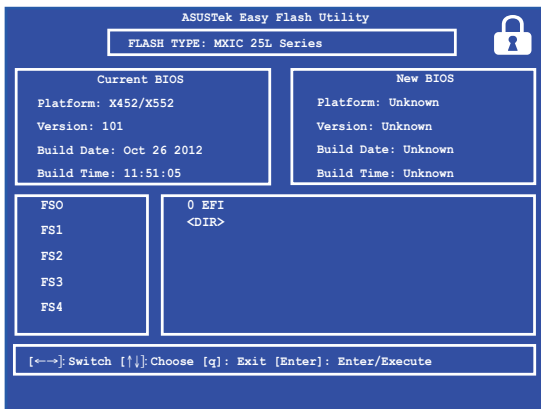 ASUSTek Easy Flash Utility
FLASH TYPE: MXIC 25L Series
Current BIOS
Platform: X452/X552
Version: 101
Build Date: Oct 26 2012
Build Time: 11:51:05
New BIOS
Platform: Unknown
Version: Unknown
Build Date: Unknown
Build Time: Unknown
FSO
FS1
FS2
FS3
FS4
0 EFI
<DIR>
[←→]: Switch [↑↓]: Choose [q]: Exit [Enter]: Enter/Execute